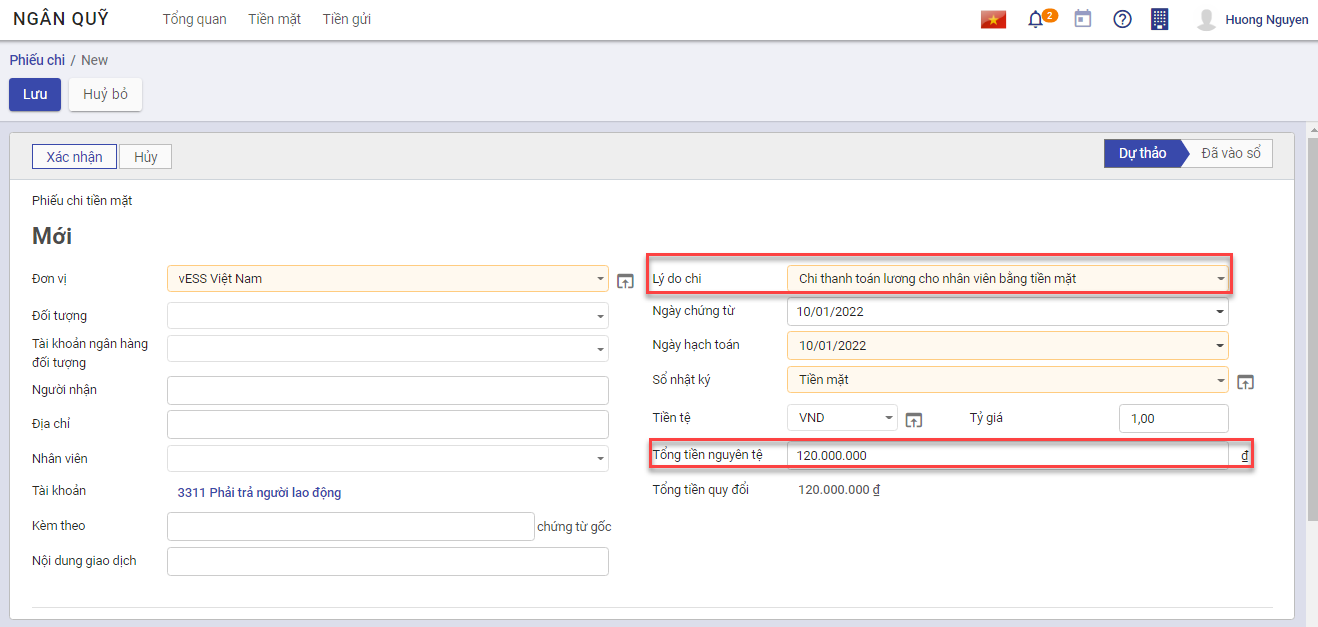 NGÂN QUỸ
Tổng quan
Tiền mặt
Tiền gửi
2
Huong Nguyen
Phiếu chi / New
Lưu
Huỷ bỏ
Xác nhận
Hủy
Dự thảo
Đã vào sổ
Phiếu chi tiền mặt
Mới
Đơn vị
vESS Việt Nam
Đối tượng
Tài khoản ngân hàng
đối tượng
Người nhận
Địa chỉ
Nhân viên
Tài khoản
3311 Phải trả người lao động
Kèm theo
chứng từ gốc
Nội dung giao dịch
Lý do chi
Chi thanh toán lương cho nhân viên bằng tiền mặt
Ngày chứng từ
10/01/2022
Ngày hạch toán
10/01/2022
Sổ nhật ký
Tiền mặt
Tiền tệ
VND
Tỷ giá
1,00
Tổng tiền nguyên tệ
120.000.000
₫
Tổng tiền quy đổi
120.000.000 ₫